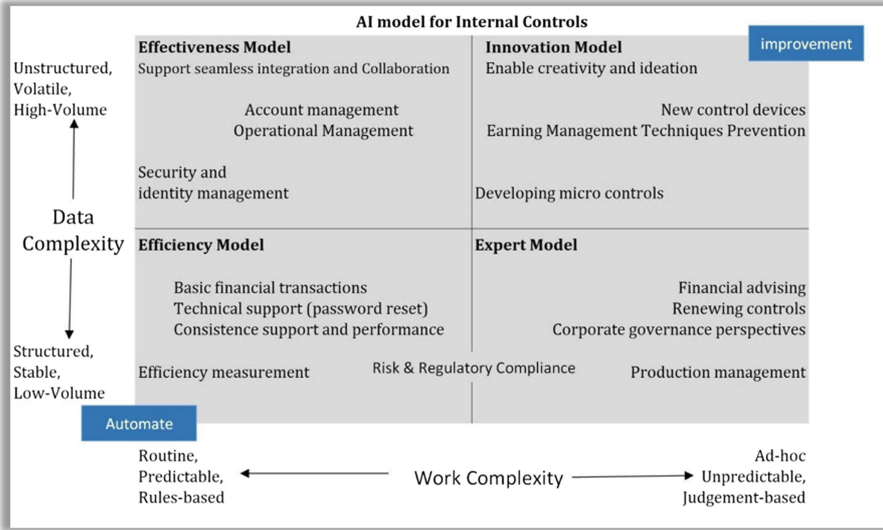 AI model for Internal Controls
improvement
Unstructured,
Volatile,
High-Volume
Data
Complexity
Structured,
Stable,
Low-Volume
Effectiveness Model
Support seamless integration and Collaboration
Account management
Operational Management
Security and
identity management
Innovation Model
Enable creativity and ideation
New control devices
Earning Management Techniques Prevention
Developing micro controls
Efficiency Model
Basic financial transactions
Technical support (password reset)
Consistence support and performance
Efficiency measurement
Expert Model
Financial advising
Renewing controls
Corporate governance perspectives
Risk & Regulatory Compliance
Production management
Automate
Routine,
Predictable,
Rules-based
Work Complexity
Ad-hoc
Unpredictable,
Judgement-based